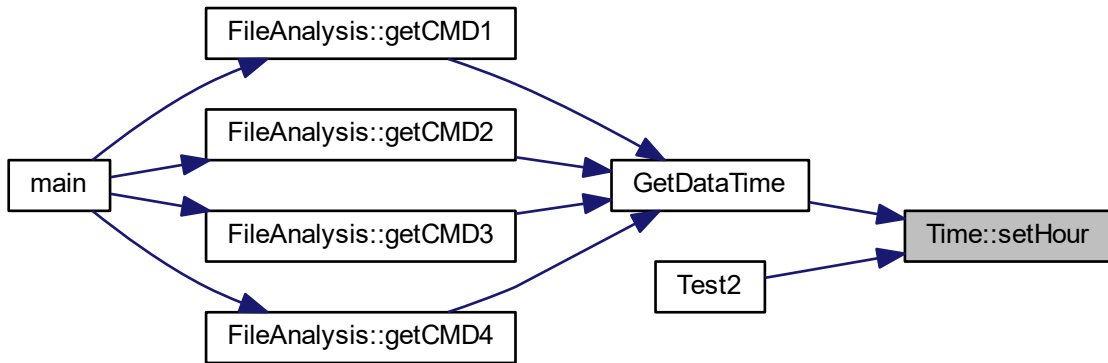 FileAnalysis::getCMD1
FileAnalysis::getCMD2
main
GetDataTime
FileAnalysis::getCMD3
Time::setHour
Test2
FileAnalysis::getCMD4